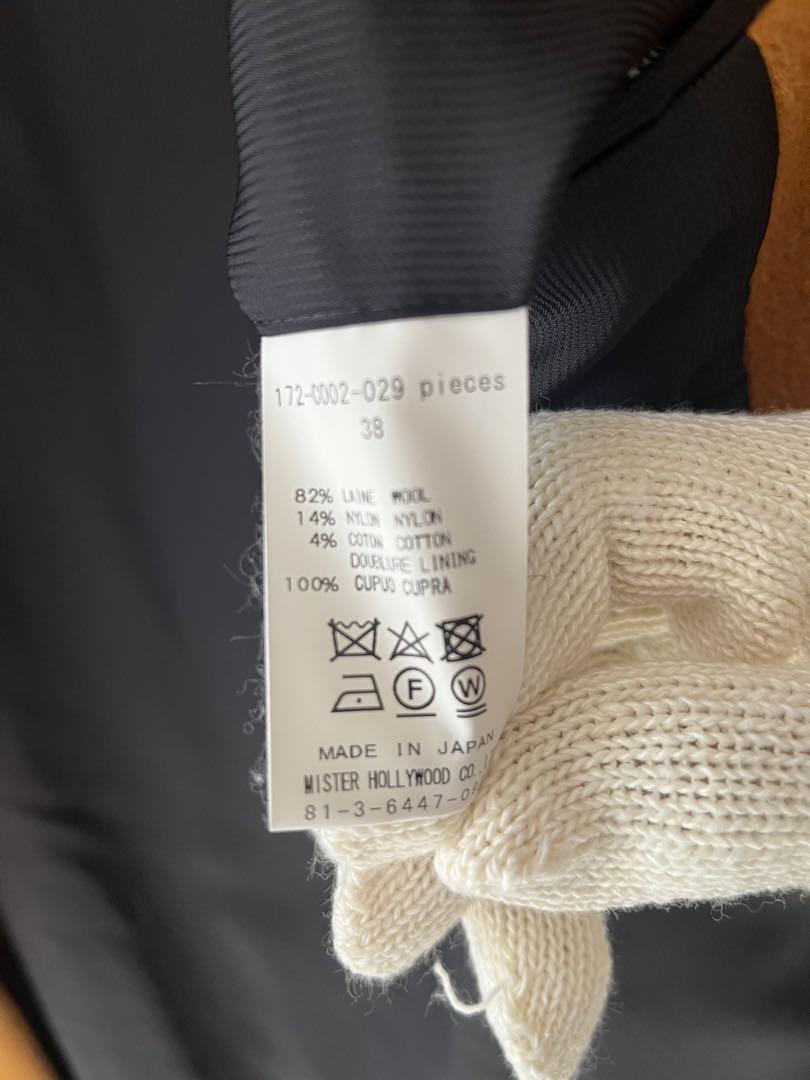 172-C002-029 pieces
38
82% LAINE WOOL
14% NYLON NYLON
4% COTON COTTON
DOUBLURE LINING
100% CUPUO CUPRA
F W
MADE IN JAPAN
MISTER HOLLYWOOD CO.,
81-3-6447-0